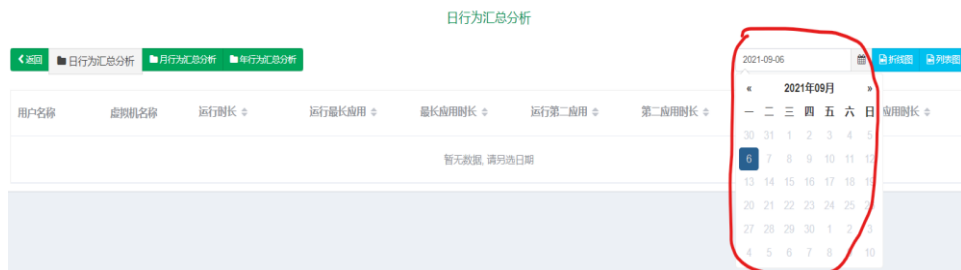 日行为汇总分析
返回 日行为汇总分析 月行为汇总分析 年行为汇总分析 2021-09-06 折线图 列表图
« 2021年09月 »
用户名称 虚拟机名称 运行时长 运行最长应用 最长应用时长 运行第二应用 第二应用时长 应用时长
一 二 三 四 五 六 日
30 31 1 2 3 4 5
暂无数据, 请另选日期
6 7 8 9 10 11 12
13 14 15 16 17 18 19
20 21 22 23 24 25
27 28 29 30 1 2 3
4 5 6 7 8 10